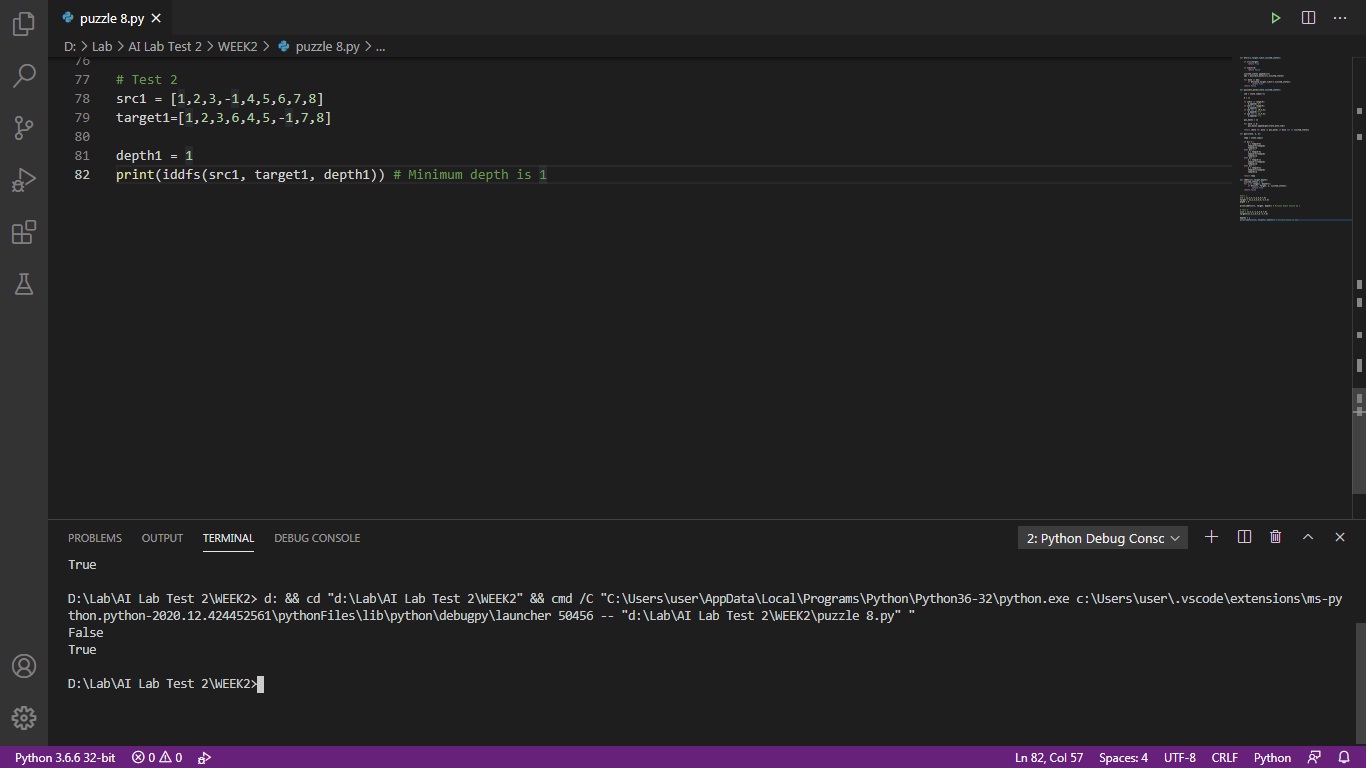 puzzle 8.py
D: > Lab > AI Lab Test 2 > WEEK2 > puzzle 8.py > ...
76
77 # Test 2
78 src1 = [1,2,3,-1,4,5,6,7,8]
79 target1=[1,2,3,6,4,5,-1,7,8]
80
81 depth1 = 1
82 print(iddfs(src1, target1, depth1)) # Minimum depth is 1
PROBLEMS OUTPUT TERMINAL DEBUG CONSOLE 2: Python Debug Consc
True
D:\Lab\AI Lab Test 2\WEEK2> d: && cd "d:\Lab\AI Lab Test 2\WEEK2" && cmd /C "C:\Users\user\AppData\Local\Programs\Python\Python36-32\python.exe c:\Users\user\.vscode\extensions\ms-py
thon.python-2020.12.424452561\pythonFiles\lib\python\debugpy\launcher 50456 -- "d:\Lab\AI Lab Test 2\WEEK2\puzzle 8.py" "
False
True
D:\Lab\AI Lab Test 2\WEEK2>
Python 3.6.6 32-bit 0 0 Ln 82, Col 57 Spaces: 4 UTF-8 CRLF Python